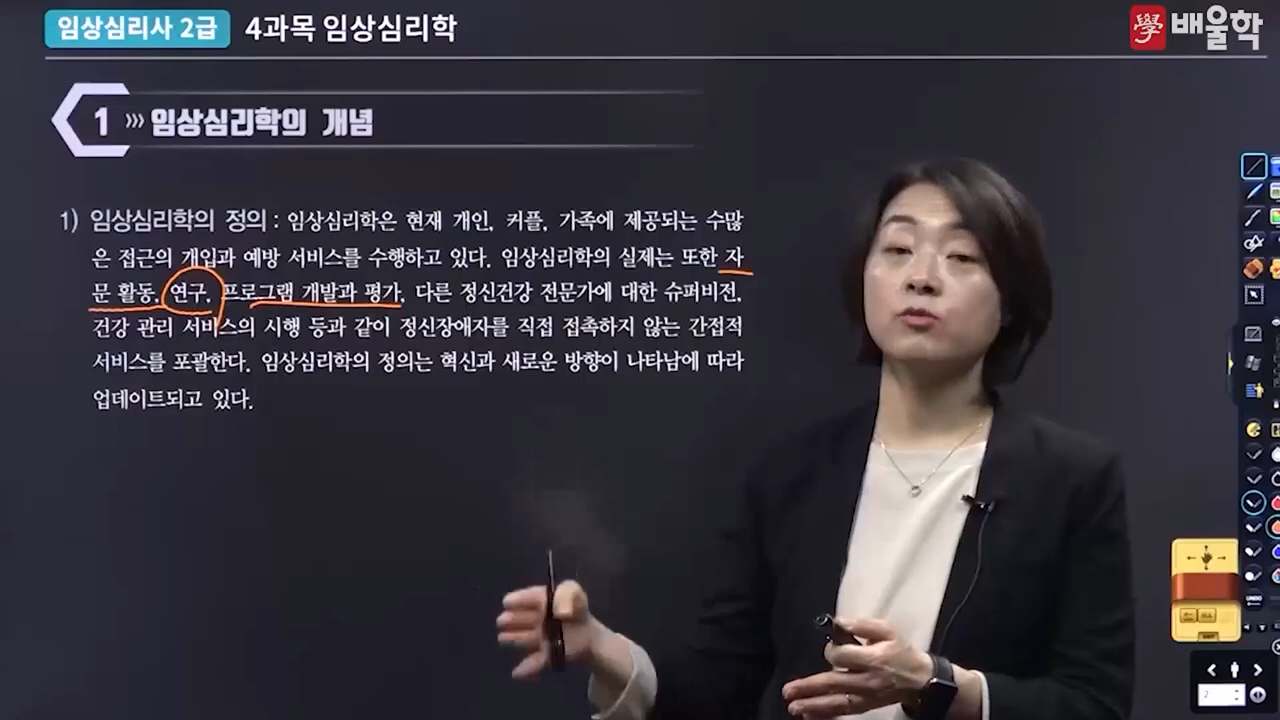 임상심리사 2급 4과목 임상심리학
學 배울학
1 >>> 임상심리학의 개념
1) 임상심리학의 정의 : 임상심리학은 현재 개인, 커플, 가족에 제공되는 수많
은 접근의 개입과 예방 서비스를 수행하고 있다. 임상심리학의 실제는 또한 자
문 활동, 연구, 프로그램 개발과 평가, 다른 정신건강 전문가에 대한 슈퍼비전,
건강 관리 서비스의 시행 등과 같이 정신장애자를 직접 접촉하지 않는 간접적
서비스를 포괄한다. 임상심리학의 정의는 혁신과 새로운 방향이 나타남에 따라
업데이트되고 있다.
2